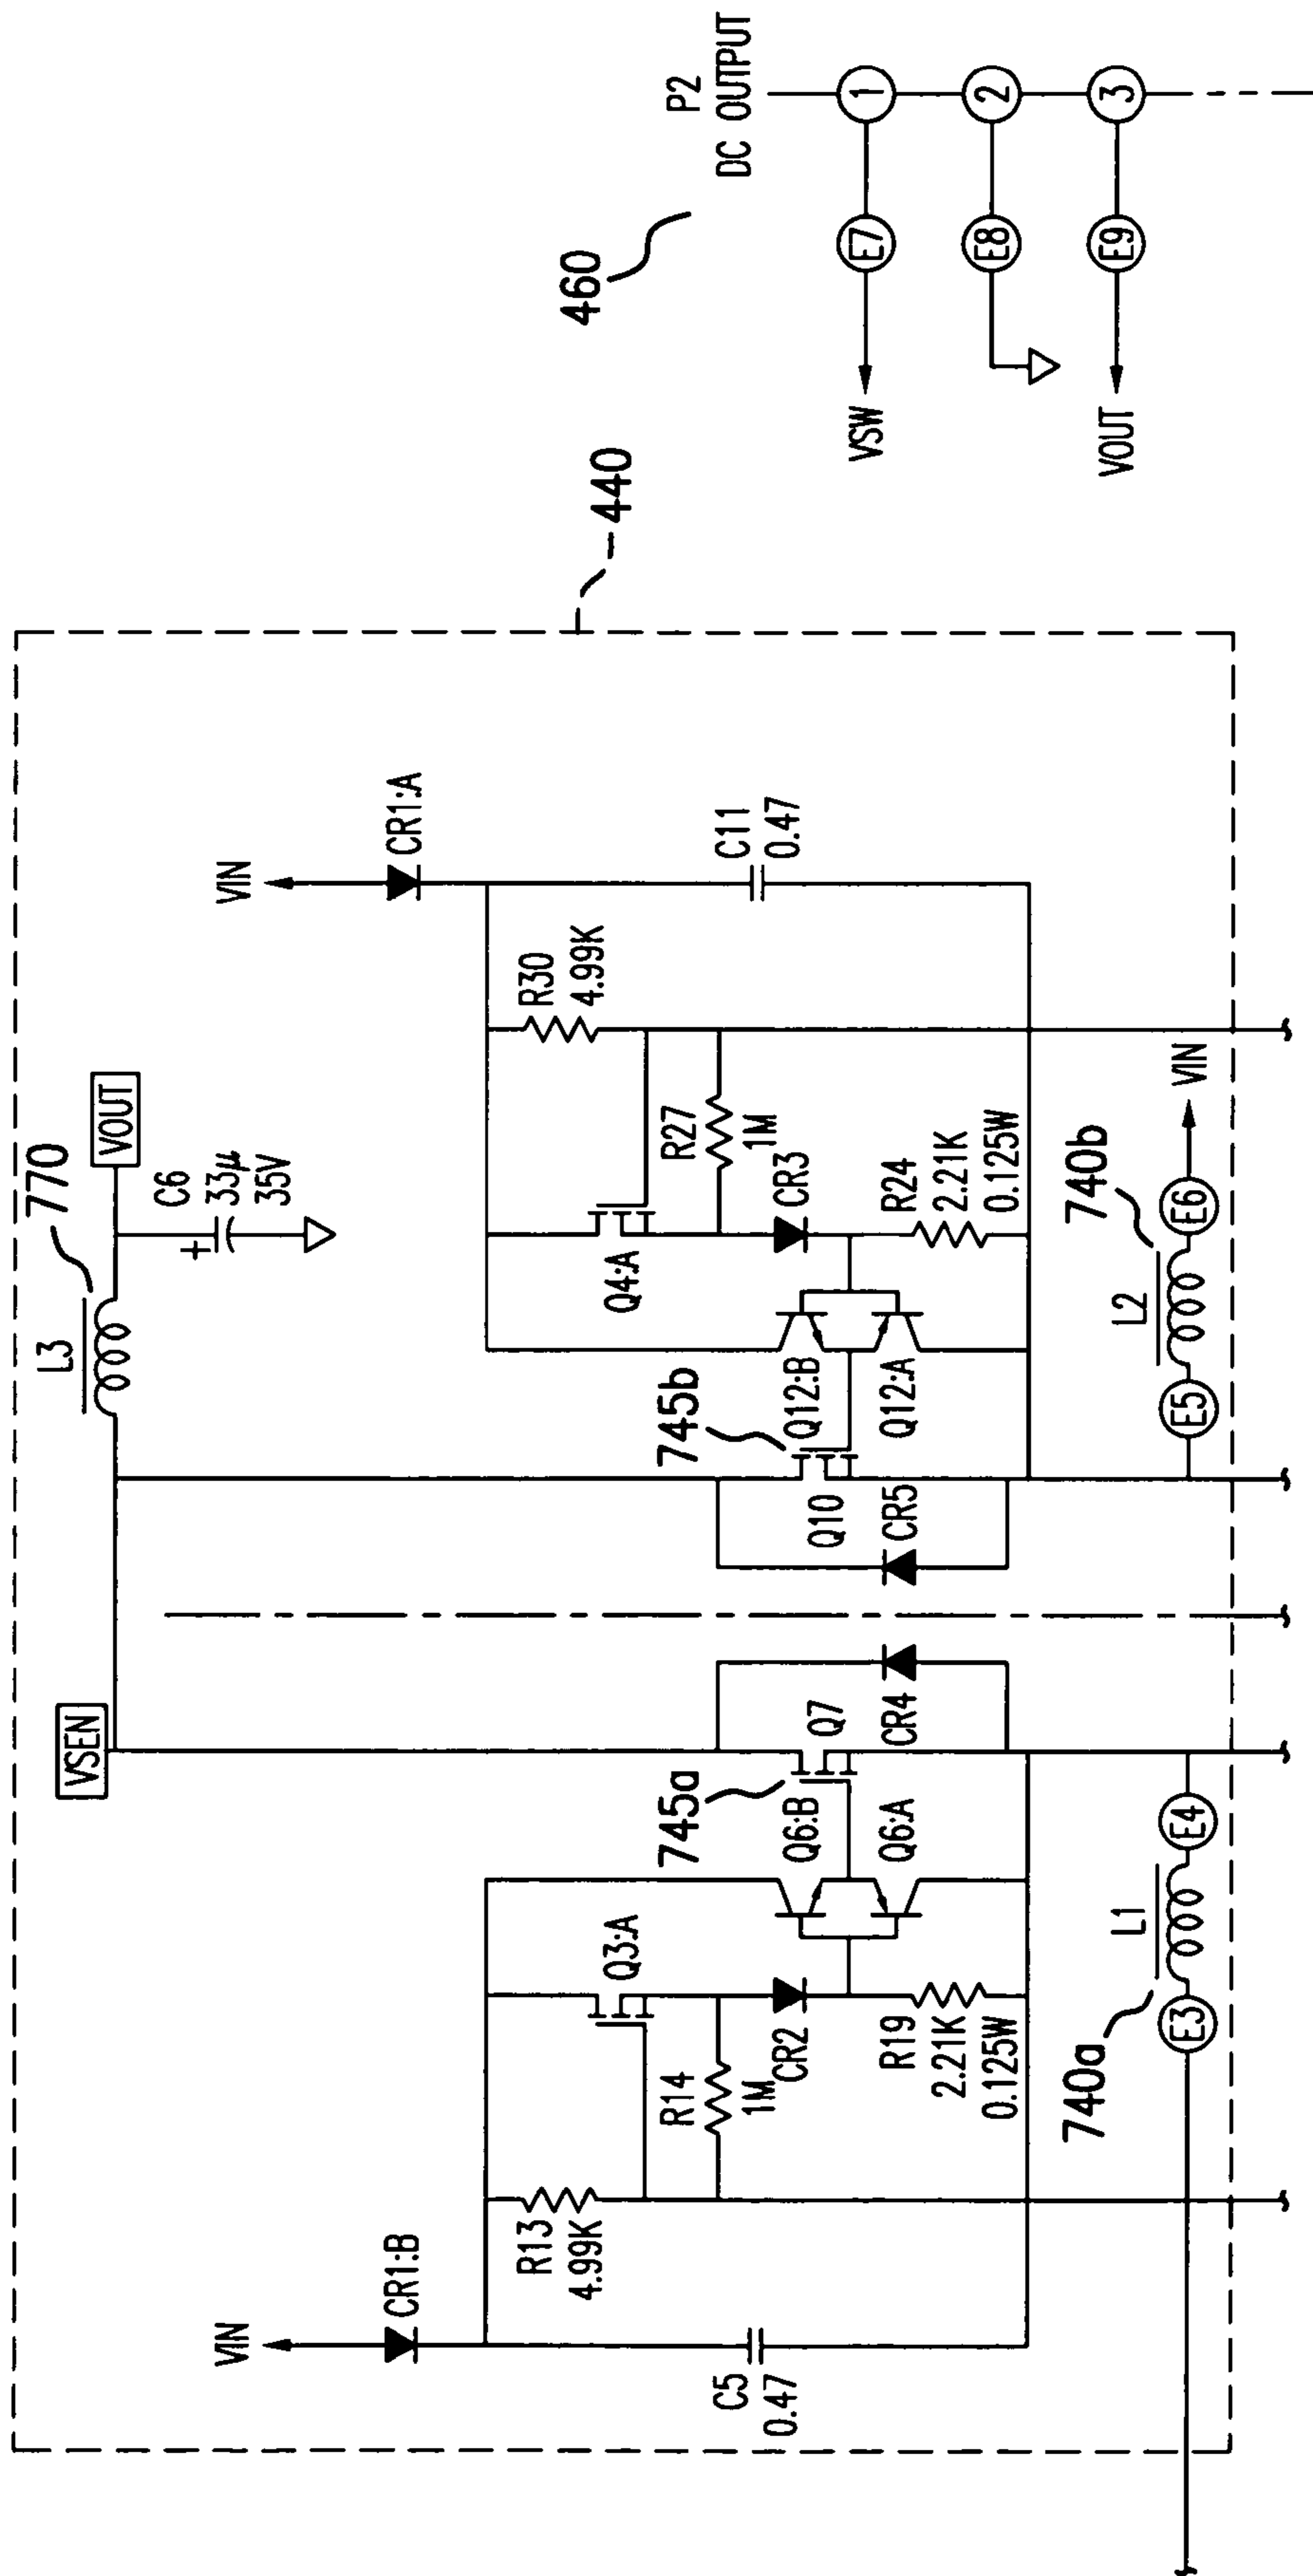 VSEN
L3
770
VOUT
C6
33μ
35V
VIN
CR1:B
VIN
CR1:A
440
R13
4.99K
Q3:A
R14
1M
CR2
C5
0.47
R19
2.21K
0.125W
745a
Q6:B
Q6:A
Q7
CR4
745b
Q10
CR5
Q12:B
Q12:A
Q4:A
R30
4.99K
R27
1M
CR3
R24
2.21K
0.125W
C11
0.47
740a
E3
L1
E4
E5
L2
E6
740b
VIN
460
P2
DC OUTPUT
VSW
E7
1
E8
2
VOUT
E9
3